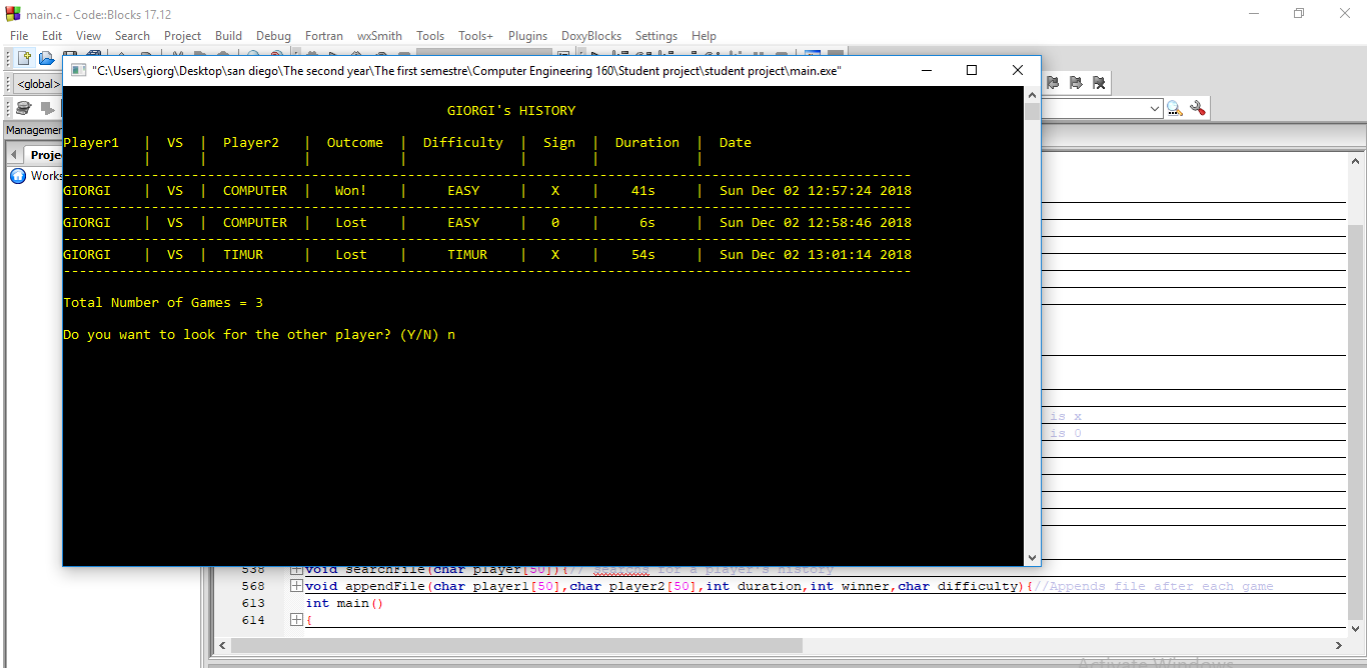 main.c - Code::Blocks 17.12
File Edit View Search Project Build Debug Fortran wxSmith Tools Tools+ Plugins DoxyBlocks Settings Help
"C:\Users\giorg\Desktop\san diego\The second year\The first semestre\Computer Engineering 160\Student project\student project\main.exe"
<global>
Managemen
Proje
Works
GIORGI's HISTORY
Player1 | VS | Player2 | Outcome | Difficulty | Sign | Duration | Date
GIORGI | VS | COMPUTER | Won! | EASY | X | 41s | Sun Dec 02 12:57:24 2018
GIORGI | VS | COMPUTER | Lost | EASY | 0 | 6s | Sun Dec 02 12:58:46 2018
GIORGI | VS | TIMUR | Lost | TIMUR | X | 54s | Sun Dec 02 13:01:14 2018
Total Number of Games = 3
Do you want to look for the other player? (Y/N) n
is x
is 0
538 void searchFile(char player[50]){// searchs for a player's history
568 void appendFile(char player1[50],char player2[50],int duration,int winner,char difficulty){//Appends file after each game
613 int main()
614 {
Activate Windows